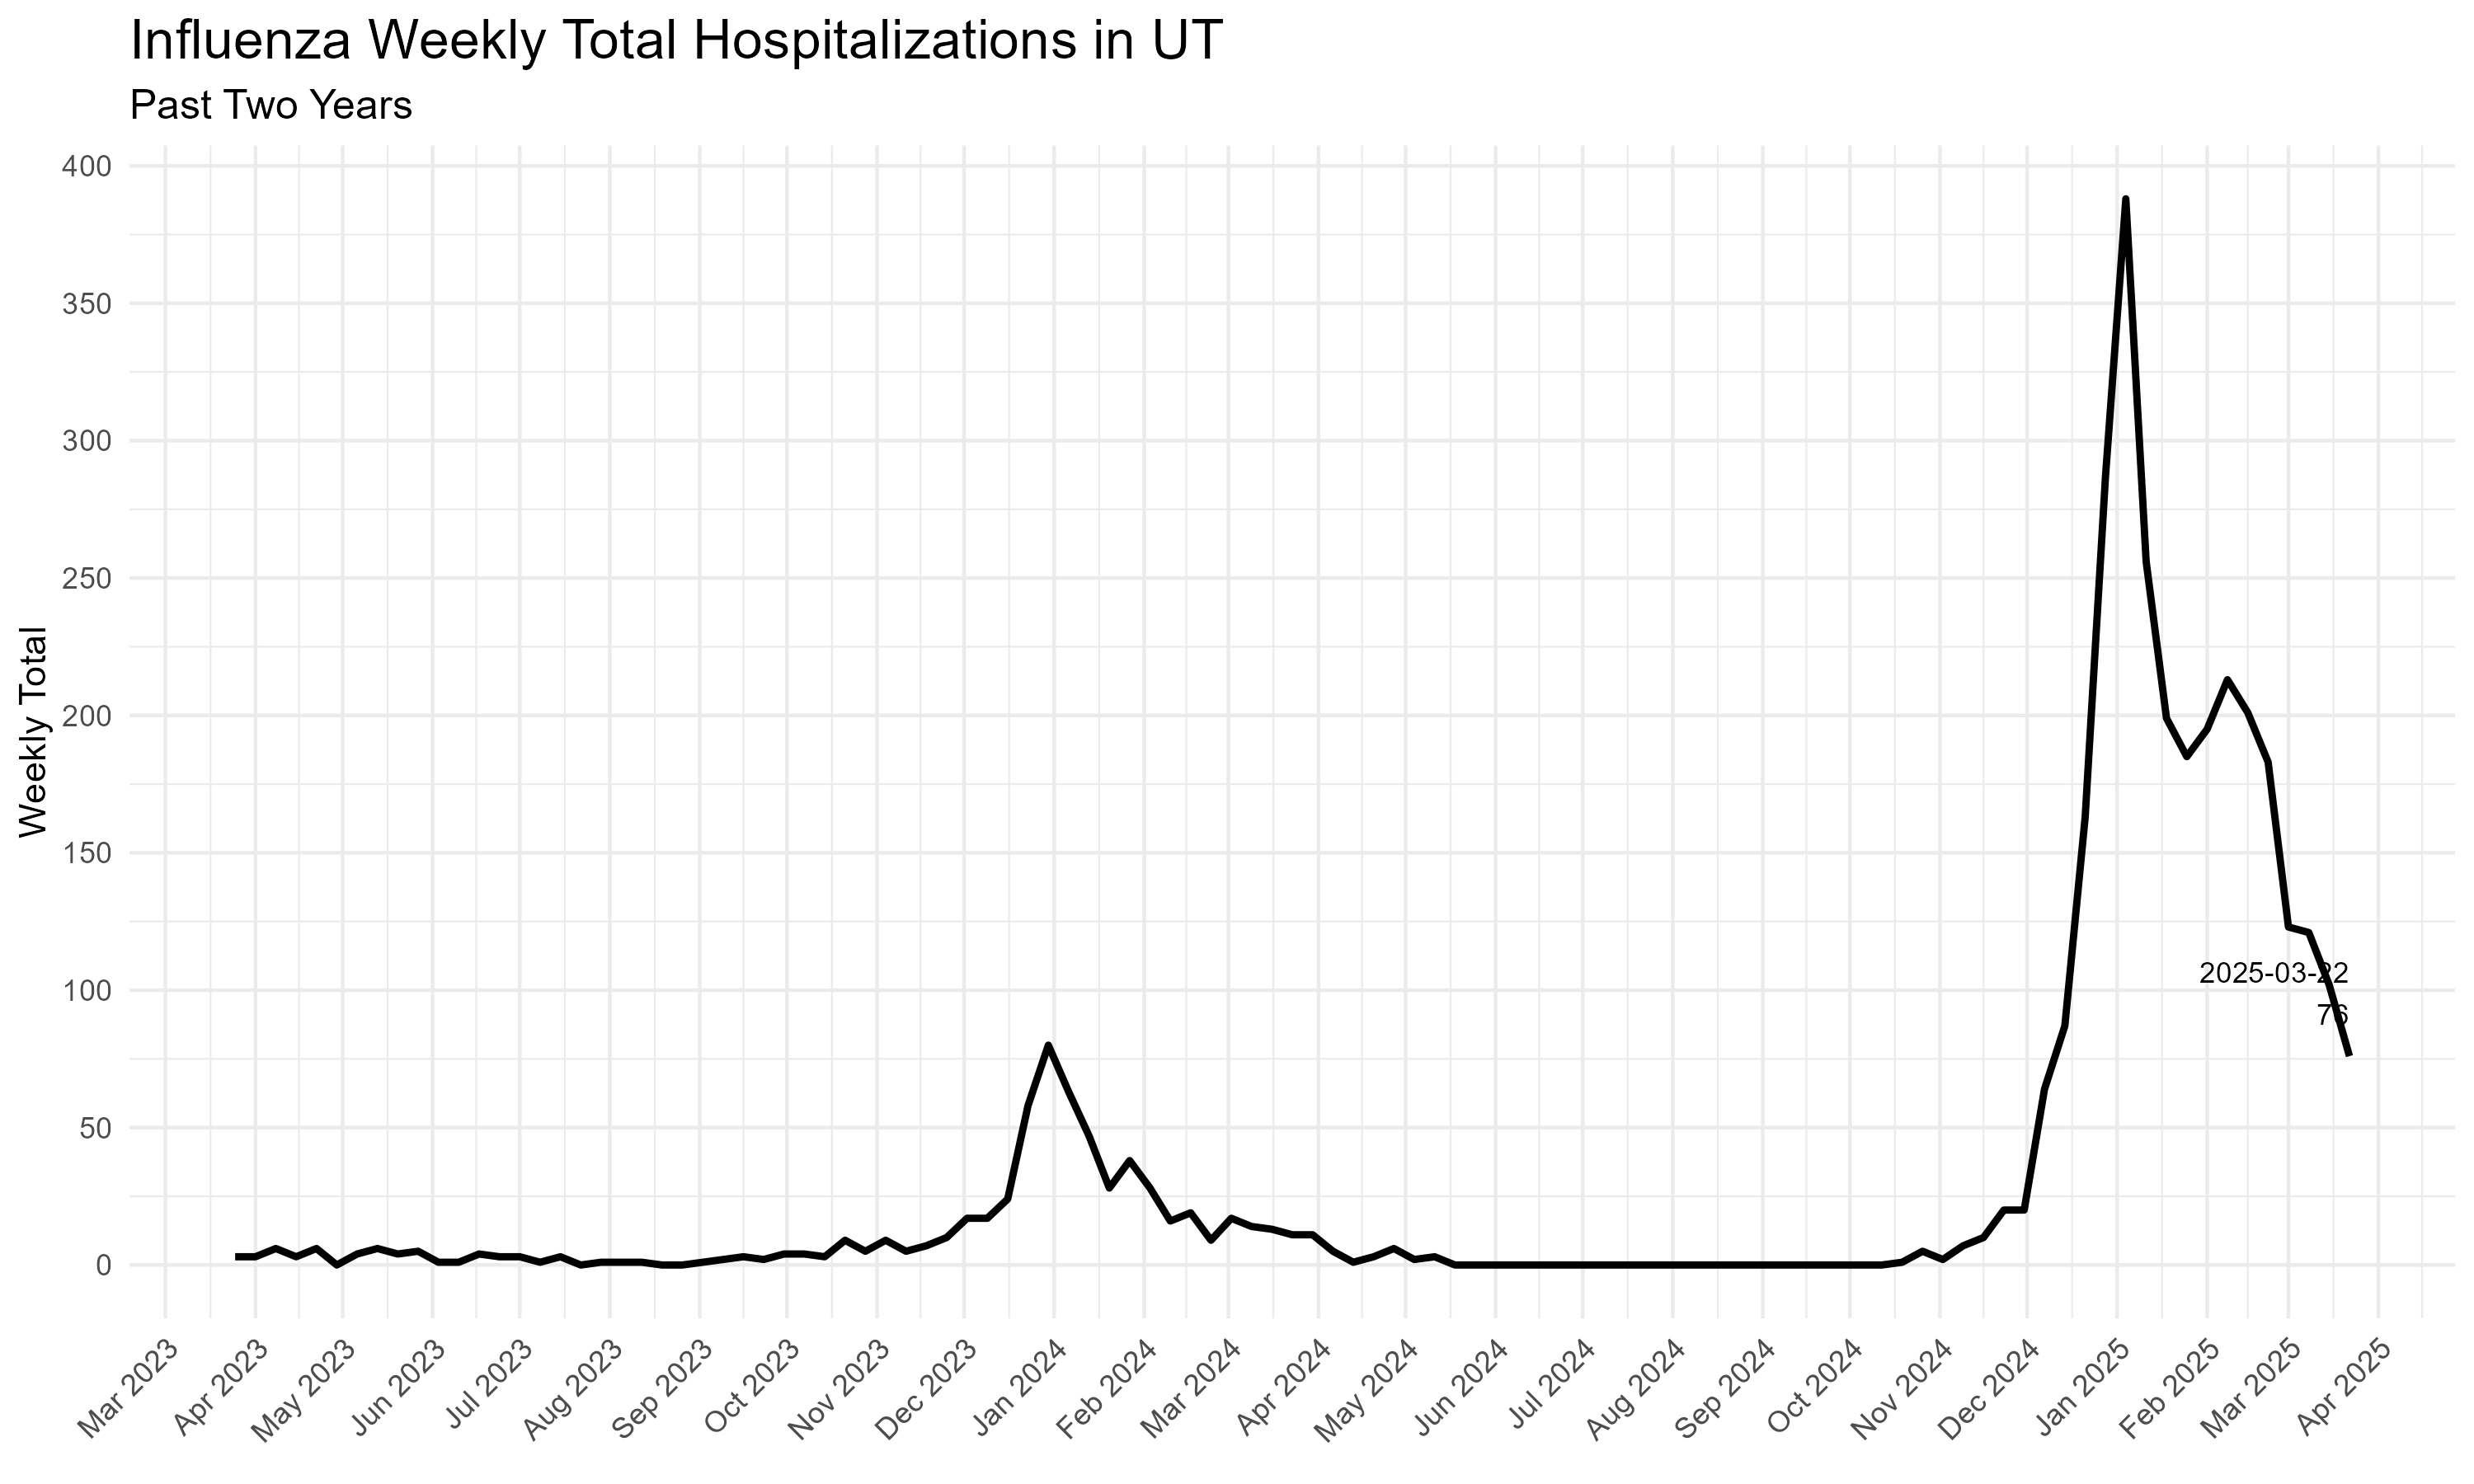 Influenza Weekly Total Hospitalizations in UT
Past Two Years
Weekly Total
400
350
300
250
200
150
100
50
0
2025-03-22
76
Mar 2023
Apr 2023
May 2023
Jun 2023
Jul 2023
Aug 2023
Sep 2023
Oct 2023
Nov 2023
Dec 2023
Jan 2024
Feb 2024
Mar 2024
Apr 2024
May 2024
Jun 2024
Jul 2024
Aug 2024
Sep 2024
Oct 2024
Nov 2024
Dec 2024
Jan 2025
Feb 2025
Mar 2025
Apr 2025